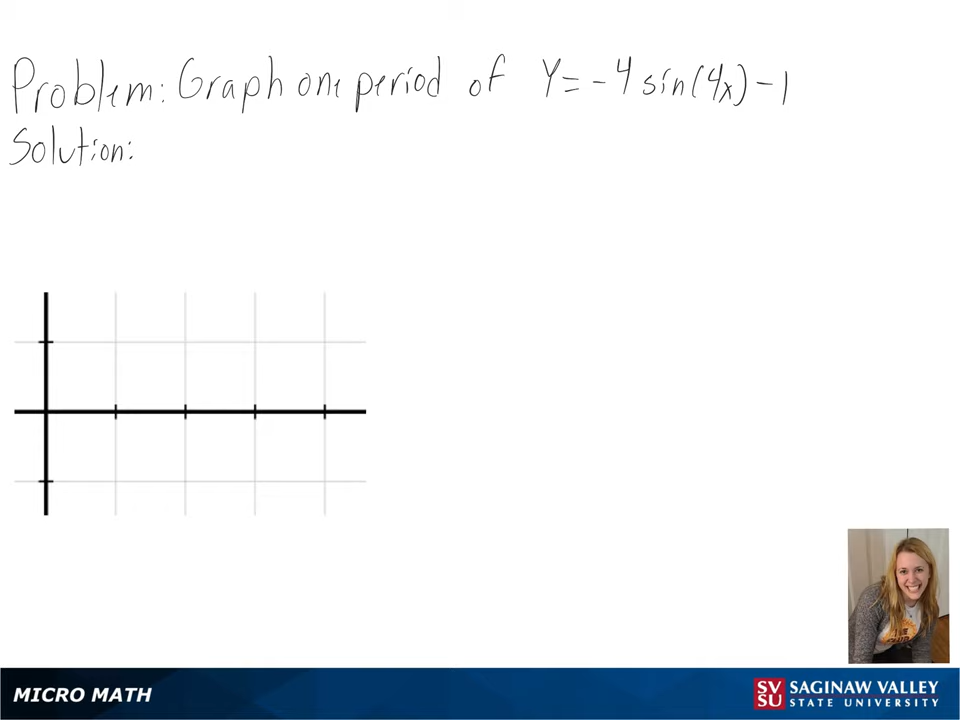 Problem: Graph one period of Y = -4 sin(4x) - 1
Solution:
MICRO MATH
SV SU SAGINAW VALLEY STATE UNIVERSITY